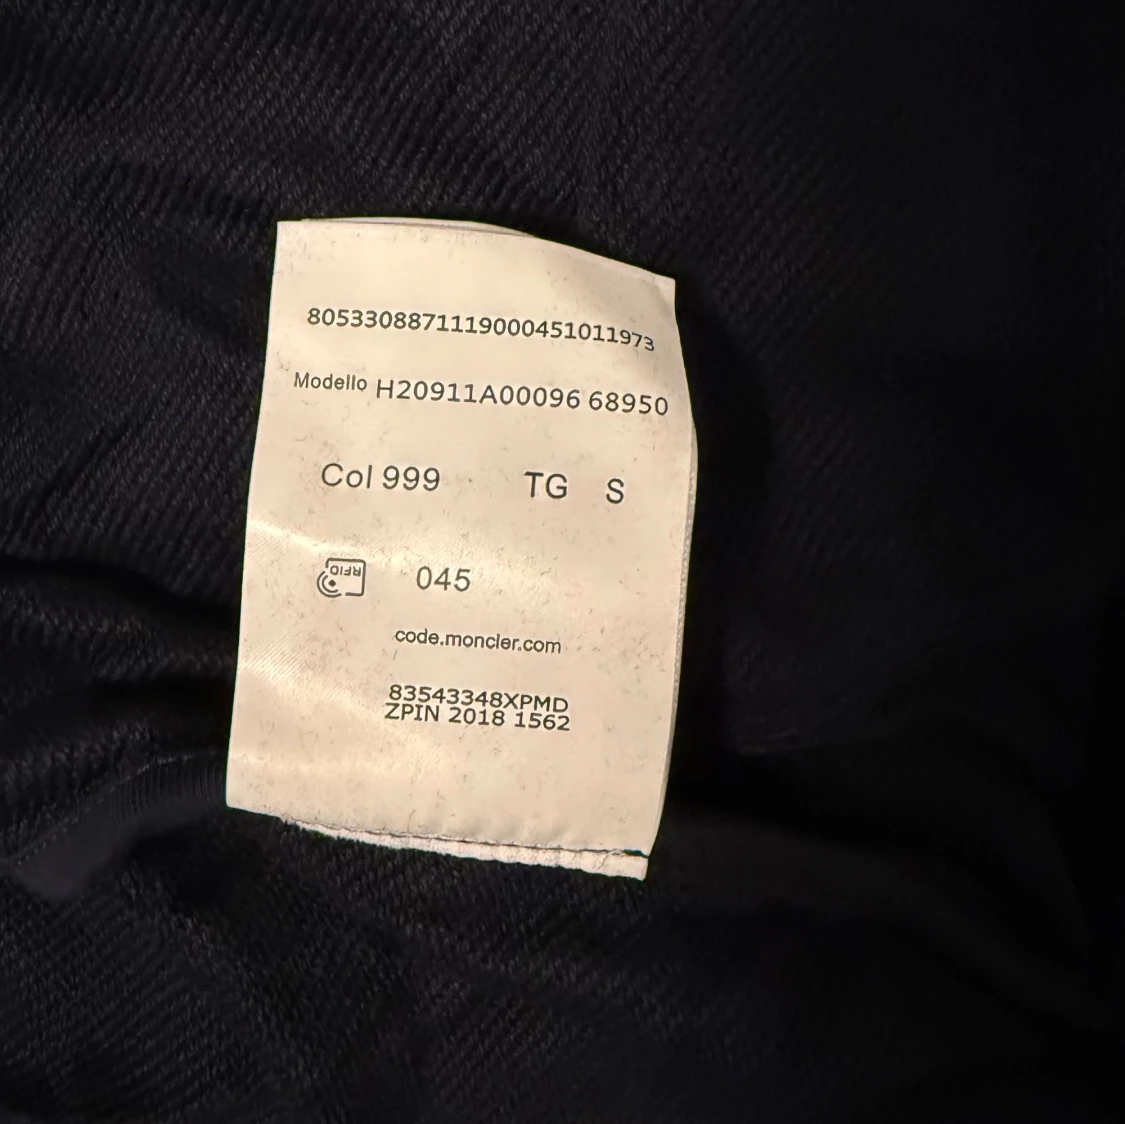 8053308871119000451011973
Modello H20911A00096 68950
Col 999 TG S
RFID 045
code.moncler.com
83543348XPMD
ZPIN 2018 1562